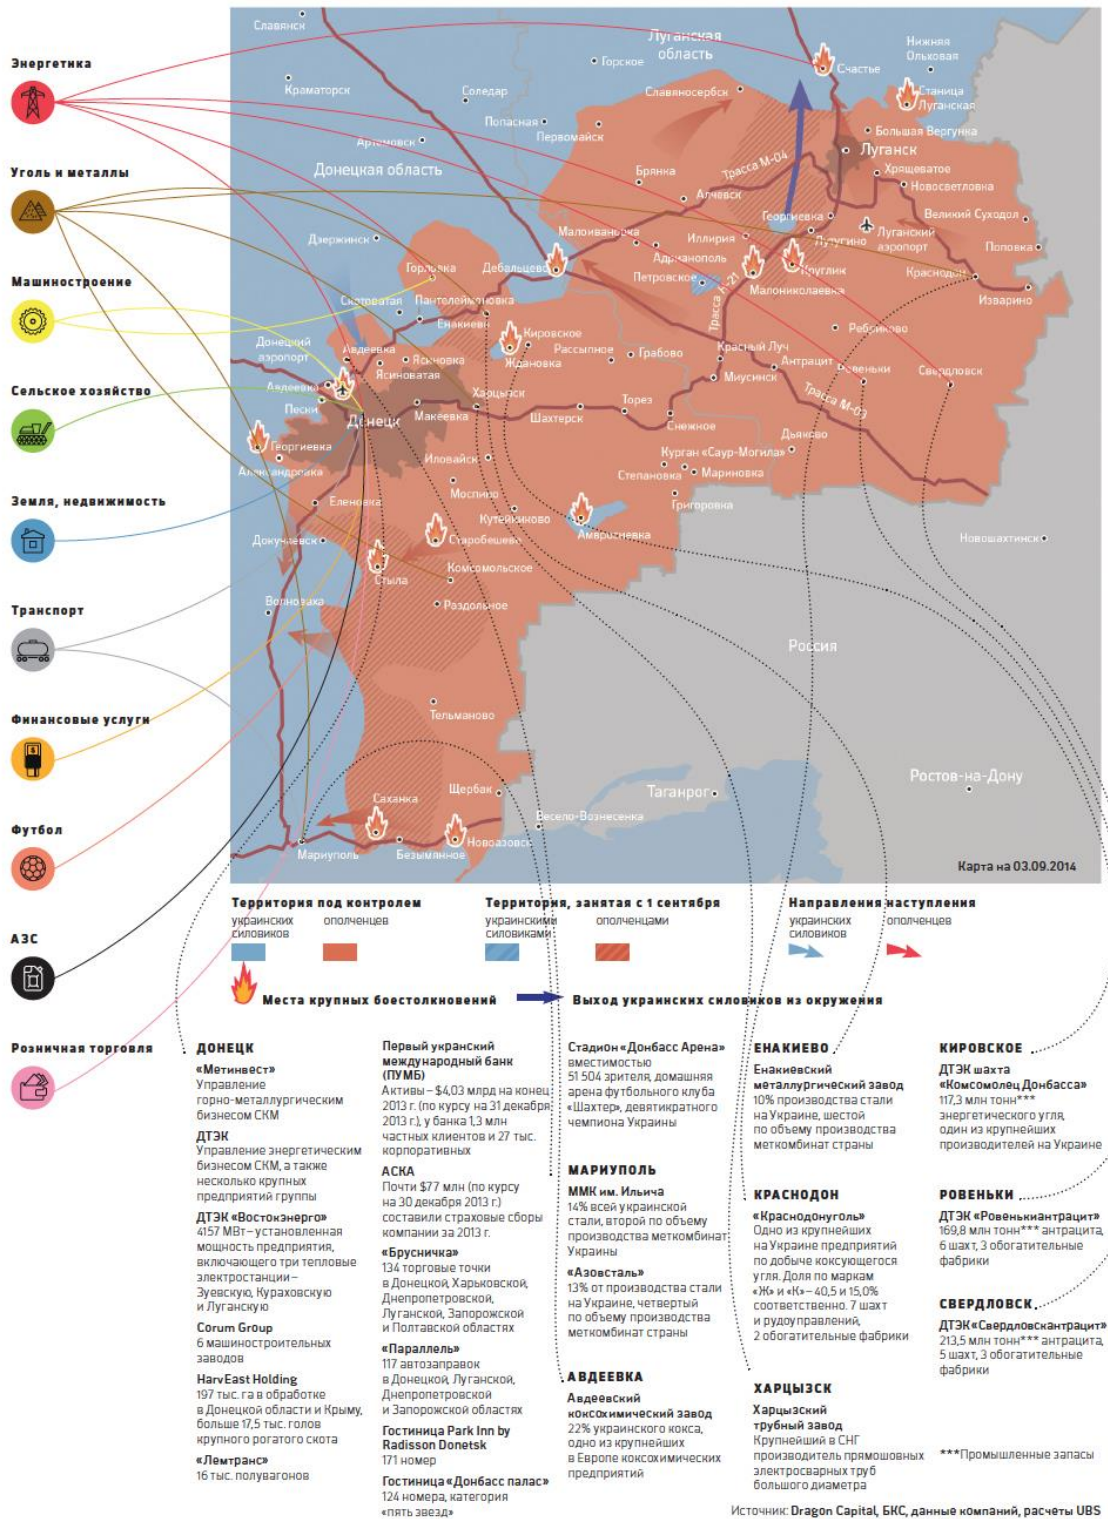 Энергетика
Уголь и металлы
Машиностроение
Сельское хозяйство
Земля, недвижимость
Транспорт
Финансовые услуги
Футбол
АЗС
Розничная торговля
Славянск
Краматорск
Соледар
Попасная
Артемовск
Донецкая область
Горское
Луганская
область
Первомайск
Славяносербск
Счастье
Нижняя
Ольховая
Станица
Луганская
Большая Вергунка
Луганск
Хрящеватое
Новосветловка
Трасса М-04
Брянка
Алчевск
Георгиевка
Великий Суходол
Малоивановка
Иллирия
Лутугино
Луганский
аэропорт
Поповка
Дзержинск
Горловка
Дебальцево
Адрианополь
Петровское
Круглик
Малониколаевка
Краснодон
Изварино
Скотоватая
Пантелеймоновка
Енакиево
Кировское
Ждановка
Трасса Н-21
Ребриково
Донецкий
аэропорт
Авдеевка
Ясиновка
Ясиноватая
Рассыпное
Грабово
Красный Луч
Антрацит
Ровеньки
Свердловск
Авдеевка
Пески
Донецк
Макеевка
Харцызск
Шахтерск
Торез
Снежное
Миусинск
Трасса М-03
Георгиевка
Александровка
Иловайск
Дьяково
Курган «Саур-Могила»
Степановка
Мариновка
Еленовка
Моспино
Григоровка
Кутейниково
Докучаевск
Старобешево
Амвросиевка
Новошахтинск
Стыла
Комсомольское
Волноваха
Раздольное
Россия
Тельманово
Ростов-на-Дону
Таганрог
Щербак
Саханка
Весело-Вознесенка
Мариуполь
Безымянное
Новоазовск
Карта на 03.09.2014
Территория под контролем
украинских
силовиков
ополченцев
Территория, занятая с 1 сентября
украинскими
силовиками
ополченцами
Направления наступления
украинских
силовиков
ополченцев
Места крупных боестолкновений
Выход украинских силовиков из окружения
ДОНЕЦК
«Метинвест»
Управление
горно-металлургическим
бизнесом СКМ
ДТЭК
Управление энергетическим
бизнесом СКМ, а также
несколько крупных
предприятий группы
ДТЭК «Востокэнерго»
4157 МВт – установленная
мощность предприятия,
включающего три тепловые
электростанции –
Зуевскую, Кураховскую
и Луганскую
Corum Group
6 машиностроительных
заводов
HarvEast Holding
197 тыс. га в обработке
в Донецкой области и Крыму,
больше 17,5 тыс. голов
крупного рогатого скота
«Лемтранс»
16 тыс. полувагонов
Первый укранский
международный банк
(ПУМБ)
Активы – $4,03 млрд на конец
2013 г. (по курсу на 31 декабря
2013 г.), у банка 1,3 млн
частных клиентов и 27 тыс.
корпоративных
АСКА
Почти $77 млн (по курсу
на 30 декабря 2013 г.)
составили страховые сборы
компании за 2013 г.
«Брусничка»
134 торговые точки
в Донецкой, Харьковской,
Днепропетровской,
Луганской, Запорожской
и Полтавской областях
«Параллель»
117 автозаправок
в Донецкой, Луганской,
Днепропетровской
и Запорожской областях
Гостиница Park Inn by
Radisson Donetsk
171 номер
Гостиница «Донбасс палас»
124 номера, категория
«пять звезд»
Стадион «Донбасс Арена»
вместимостью
51 504 зрителя, домашняя
арена футбольного клуба
«Шахтер», девятикратного
чемпиона Украины
МАРИУПОЛЬ
ММК им. Ильича
14% всей украинской
стали, второй по объему
производства меткомбинат
Украины
«Азовсталь»
13% от производства стали
на Украине, четвертый
по объему производства
меткомбинат страны
АВДЕЕВКА
Авдеевский
коксохимический завод
22% украинского кокса,
одно из крупнейших
в Европе коксохимических
предприятий
ЕНАКИЕВО
Енакиевский
металлургический завод
10% производства стали
на Украине, шестой
по объему производства
меткомбинат страны
КРАСНОДОН
«Краснодонуголь»
Одно из крупнейших
на Украине предприятий
по добыче коксующегося
угля. Доля по маркам
«Ж» и «К» – 40,5 и 15,0%
соответственно. 7 шахт
и рудоуправлений,
2 обогатительные фабрики
ХАРЦЫЗСК
Харцызский
трубный завод
Крупнейший в СНГ
производитель прямошовных
электросварных труб
большого диаметра
КИРОВСКОЕ
ДТЭК шахта
«Комсомолец Донбасса»
117,3 млн тонн***
энергетического угля,
один из крупнейших
производителей на Украине
РОВЕНЬКИ
ДТЭК «Ровенькиантрацит»
169,8 млн тонн*** антрацита,
6 шахт, 3 обогатительные
фабрики
СВЕРДЛОВСК
ДТЭК «Свердловскантрацит»
213,5 млн тонн*** антрацита,
5 шахт, 3 обогатительные
фабрики
***Промышленные запасы
Источник: Dragon Capital, БКС, данные компаний, расчеты UBS